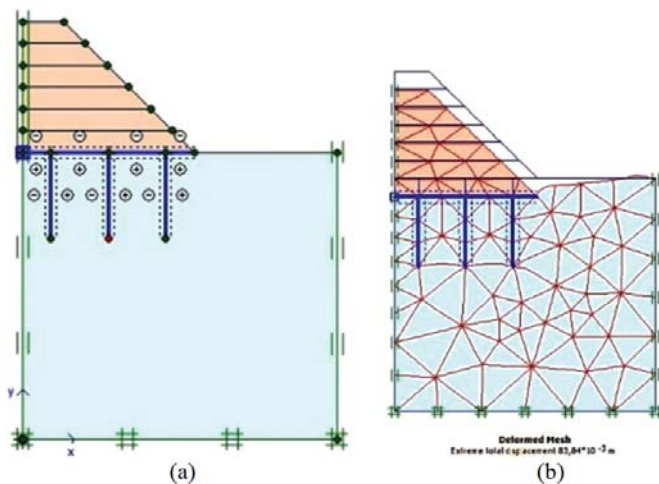 y
x
Deformed Mesh
Extreme total displacement 83,84*10⁻³ m
(a)
(b)